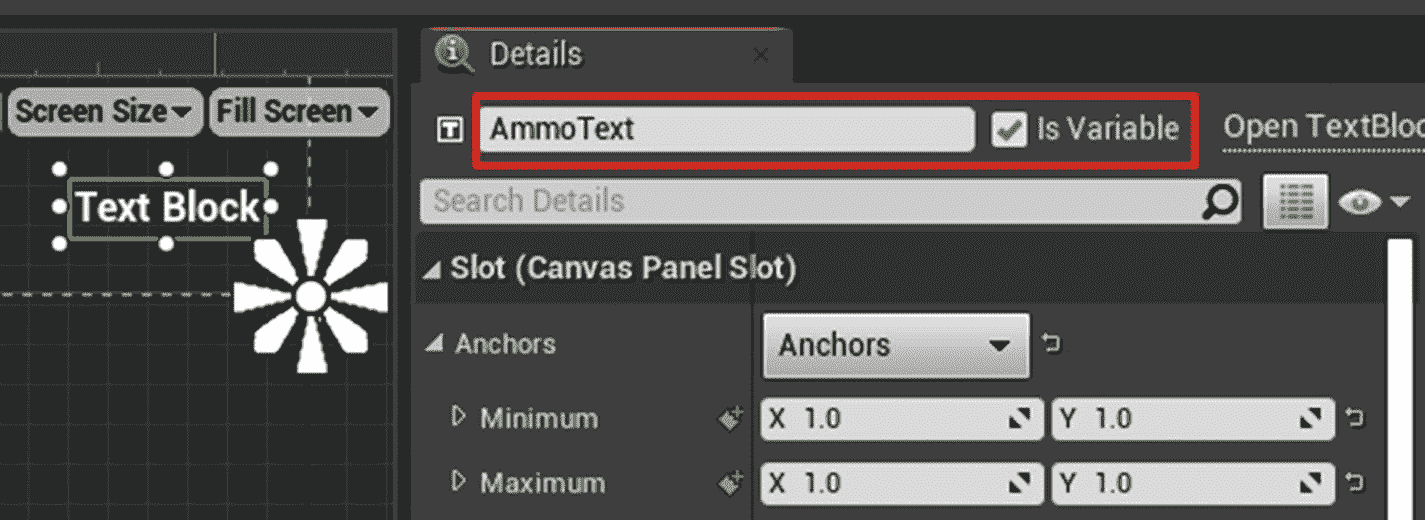 Details
Screen Size Fill Screen
AmmoText Is Variable Open TextBloc
Text Block
Search Details
Slot (Canvas Panel Slot)
Anchors Anchors
Minimum X 1.0 Y 1.0
Maximum X 1.0 Y 1.0